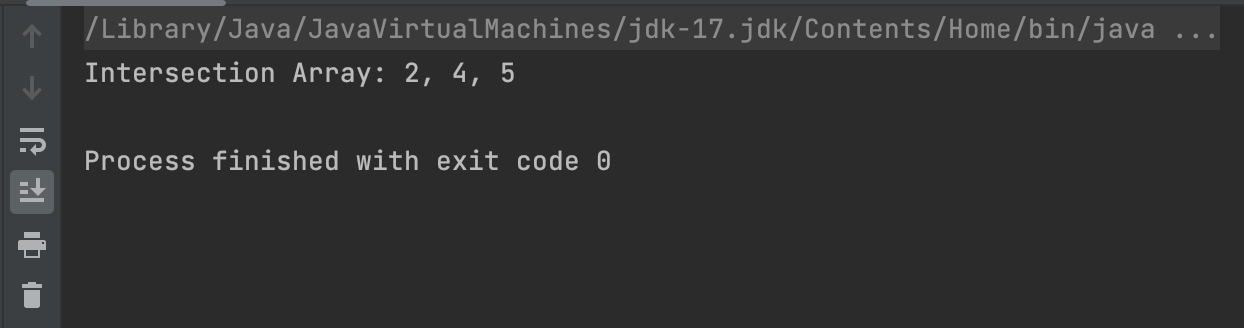 /Library/Java/JavaVirtualMachines/jdk-17.jdk/Contents/Home/bin/java ...
Intersection Array: 2, 4, 5
Process finished with exit code 0